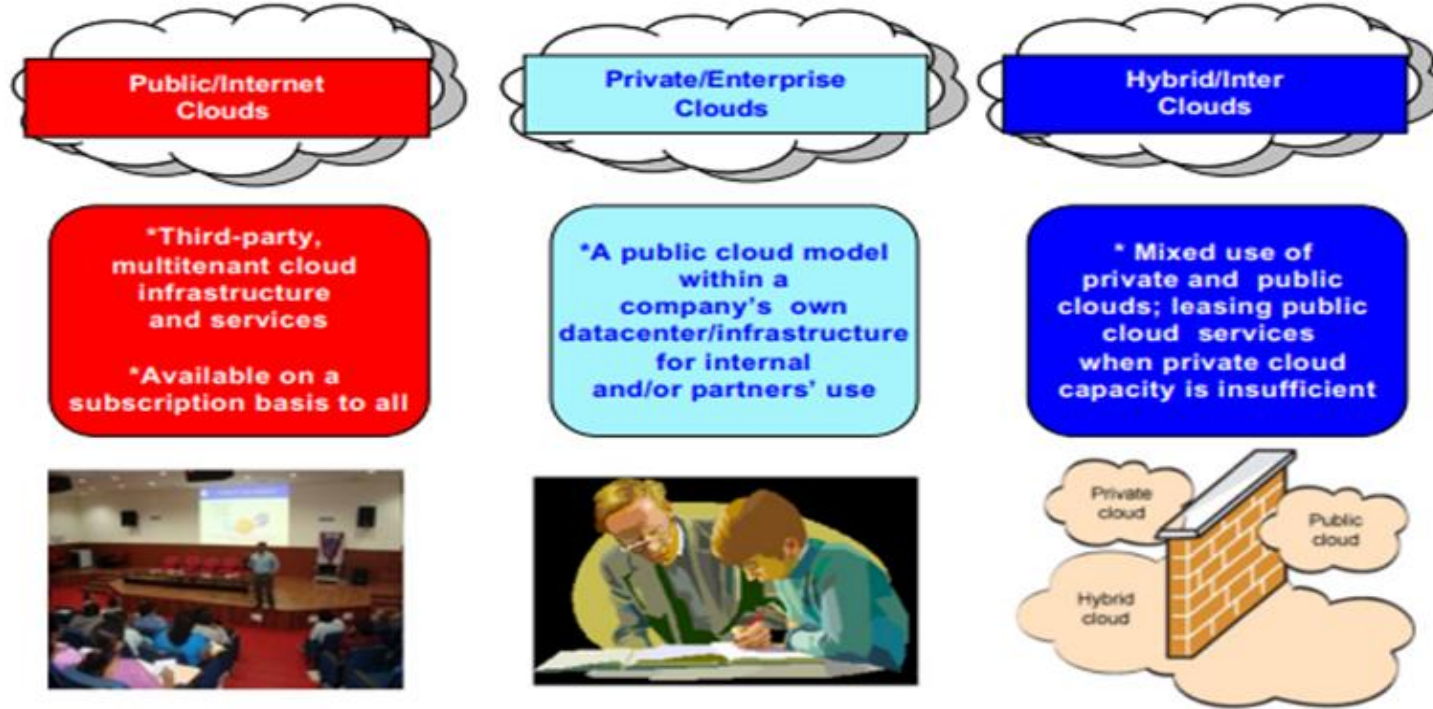 Public/Internet
Clouds
Private/Enterprise
Clouds
Hybrid/Inter
Clouds
*Third-party,
multitenant cloud
infrastructure
and services
*Available on a
subscription basis to all
*A public cloud model
within a
company's own
datacenter/infrastructure
for internal
and/or partners' use
* Mixed use of
private and public
clouds; leasing public
cloud services
when private cloud
capacity is insufficient
Private
cloud
Public
cloud
Hybrid
cloud